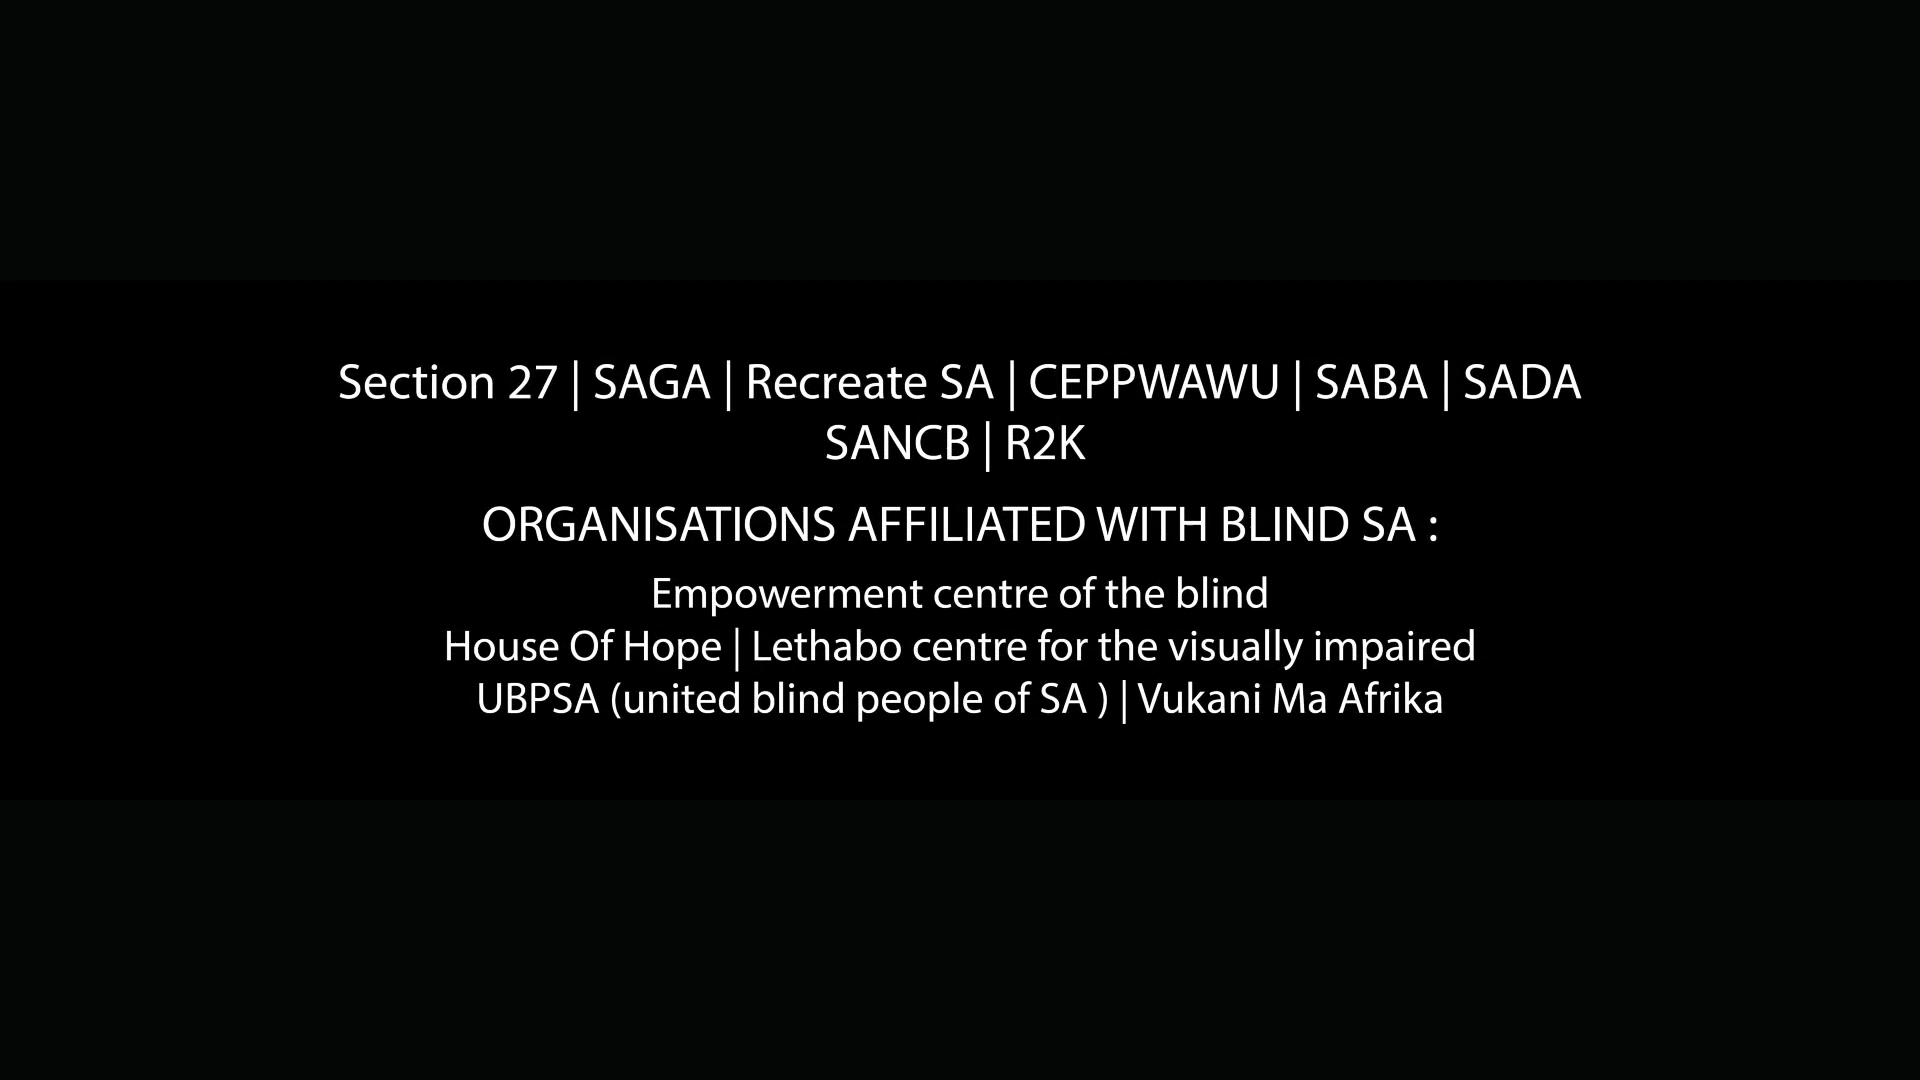 Section 27 | SAGA | Recreate SA | CEPPWAWU | SABA | SADA
SANCB | R2K
ORGANISATIONS AFFILIATED WITH BLIND SA :
Empowerment centre of the blind
House Of Hope | Lethabo centre for the visually impaired
UBPSA (united blind people of SA ) | Vukani Ma Afrika